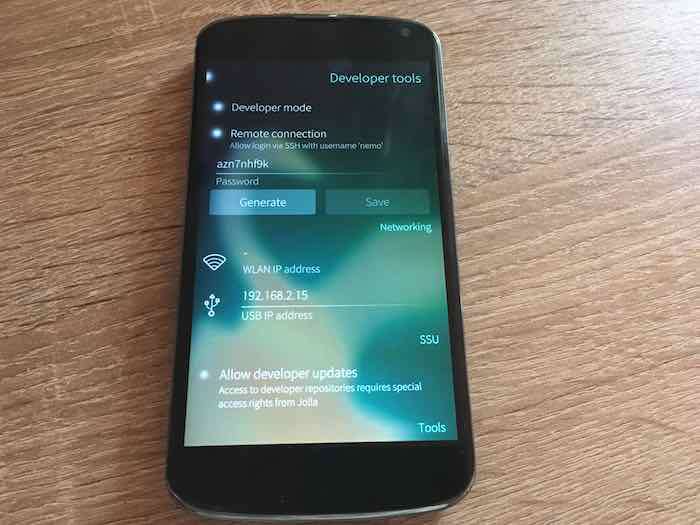 Developer tools
Developer mode
Remote connection
Allow login via SSH with username 'nemo'
azn7nhf9k
Password
Generate
Save
Networking
-
WLAN IP address
192.168.2.15
USB IP address
SSU
Allow developer updates
Access to developer repositories requires special
access rights from Jolla
Tools